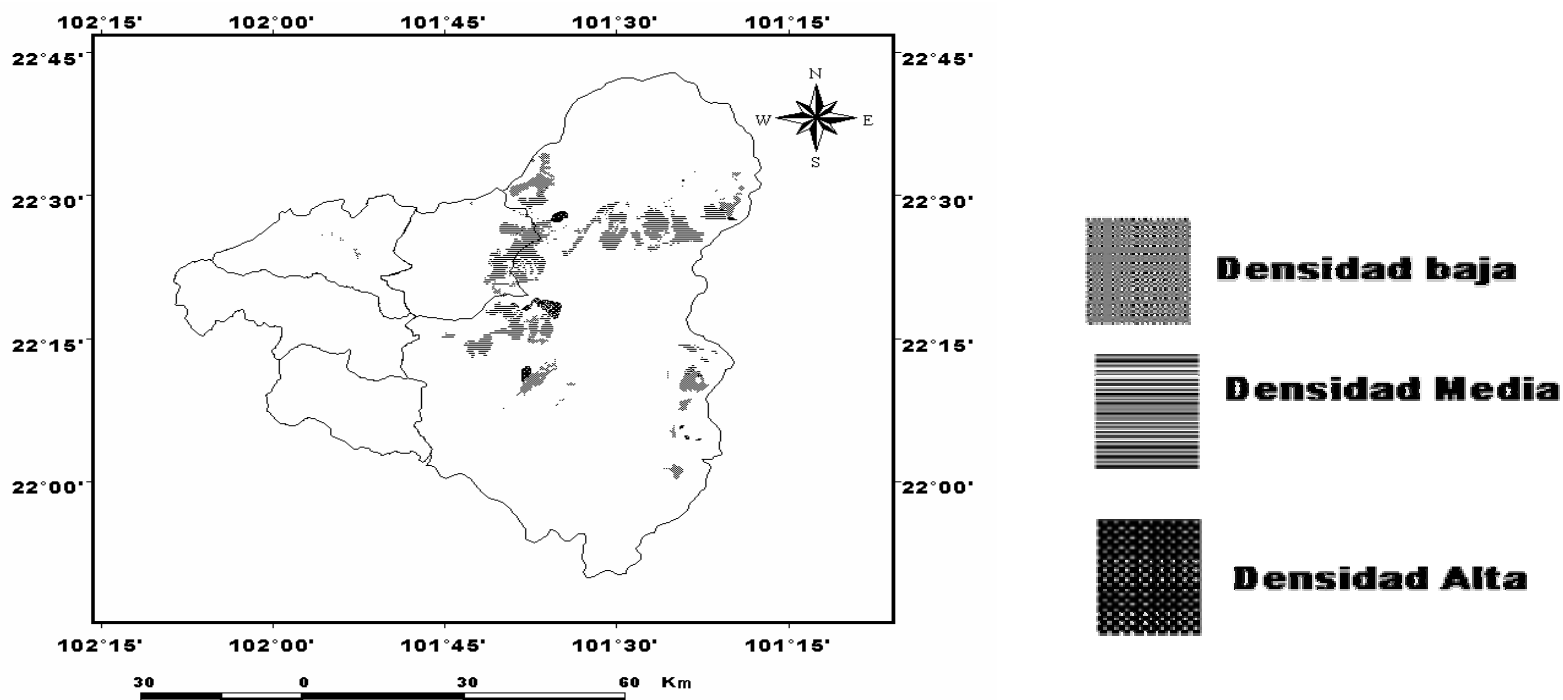 102°15' 102°00' 101°45' 101°30' 101°15'
22°45' 22°45'
N
W E
S
22°30' 22°30'
Densidad baja
22°15' 22°15'
Densidad Media
22°00' 22°00'
Densidad Alta
102°15' 102°00' 101°45' 101°30' 101°15'
30 0 30 60 Km